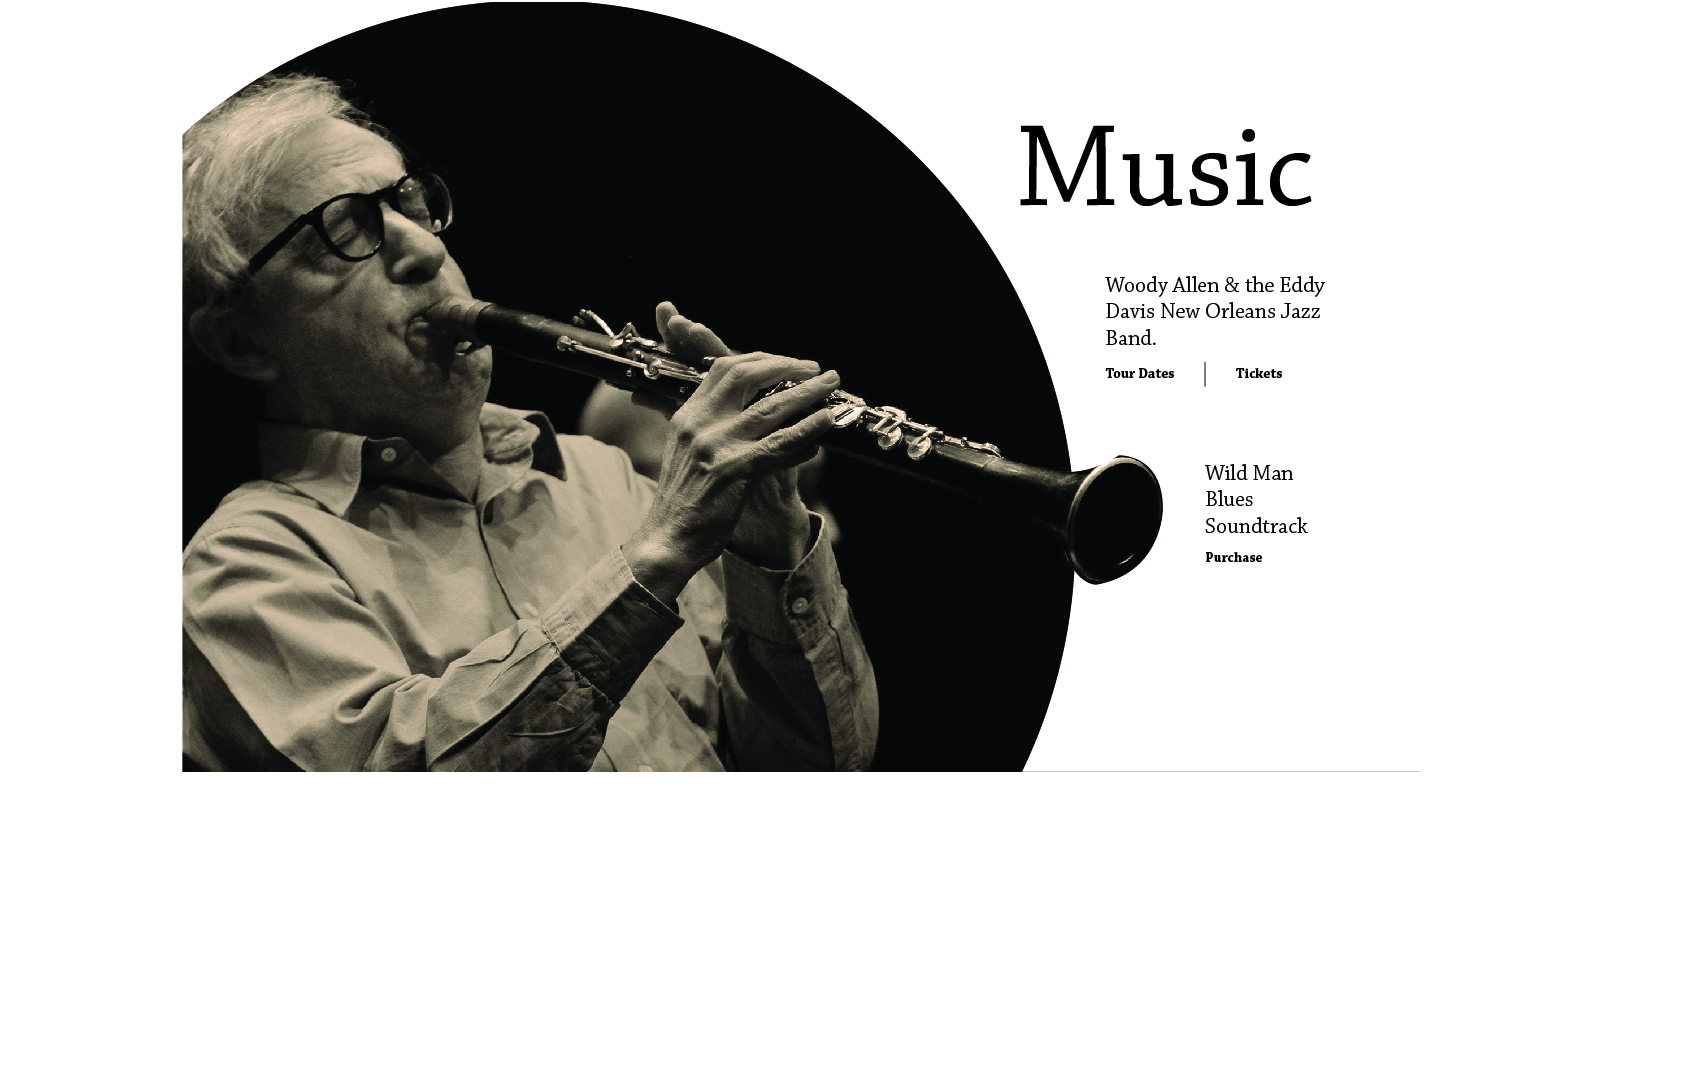 Music
Woody Allen & the Eddy
Davis New Orleans Jazz
Band.
Tour Dates | Tickets
Wild Man
Blues
Soundtrack
Purchase